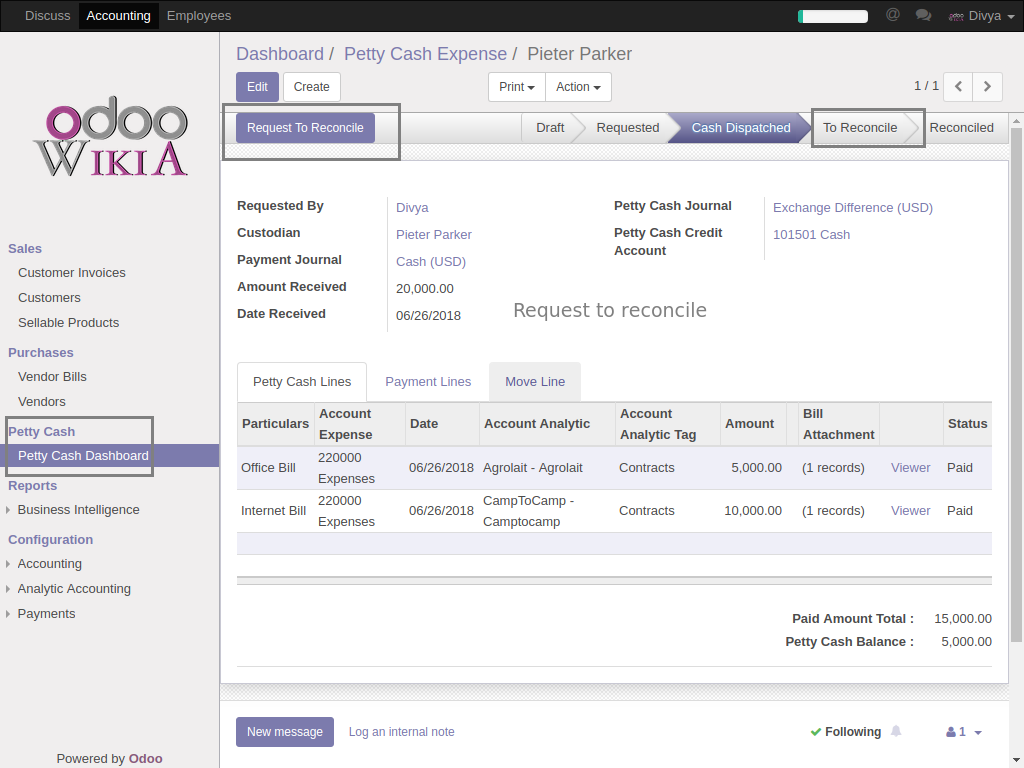 Discuss Accounting Employees @ odoo Divya
odoo
WIKIA
Sales
Customer Invoices
Customers
Sellable Products
Purchases
Vendor Bills
Vendors
Petty Cash
Petty Cash Dashboard
Reports
Business Intelligence
Configuration
Accounting
Analytic Accounting
Payments
Powered by Odoo
Dashboard / Petty Cash Expense / Pieter Parker
Edit Create Print Action 1 / 1
Request To Reconcile Draft Requested Cash Dispatched To Reconcile Reconciled
Requested By Divya
Custodian Pieter Parker
Payment Journal Cash (USD)
Amount Received 20,000.00
Date Received 06/26/2018
Petty Cash Journal Exchange Difference (USD)
Petty Cash Credit 101501 Cash
Account
Request to reconcile
Petty Cash Lines Payment Lines Move Line
Particulars Account Expense Date Account Analytic Account Analytic Tag Amount Bill Attachment Status
Office Bill 220000 Expenses 06/26/2018 Agrolait - Agrolait Contracts 5,000.00 (1 records) Viewer Paid
Internet Bill 220000 Expenses 06/26/2018 CampToCamp - Camptocamp Contracts 10,000.00 (1 records) Viewer Paid
Paid Amount Total : 15,000.00
Petty Cash Balance : 5,000.00
New message Log an internal note Following 1